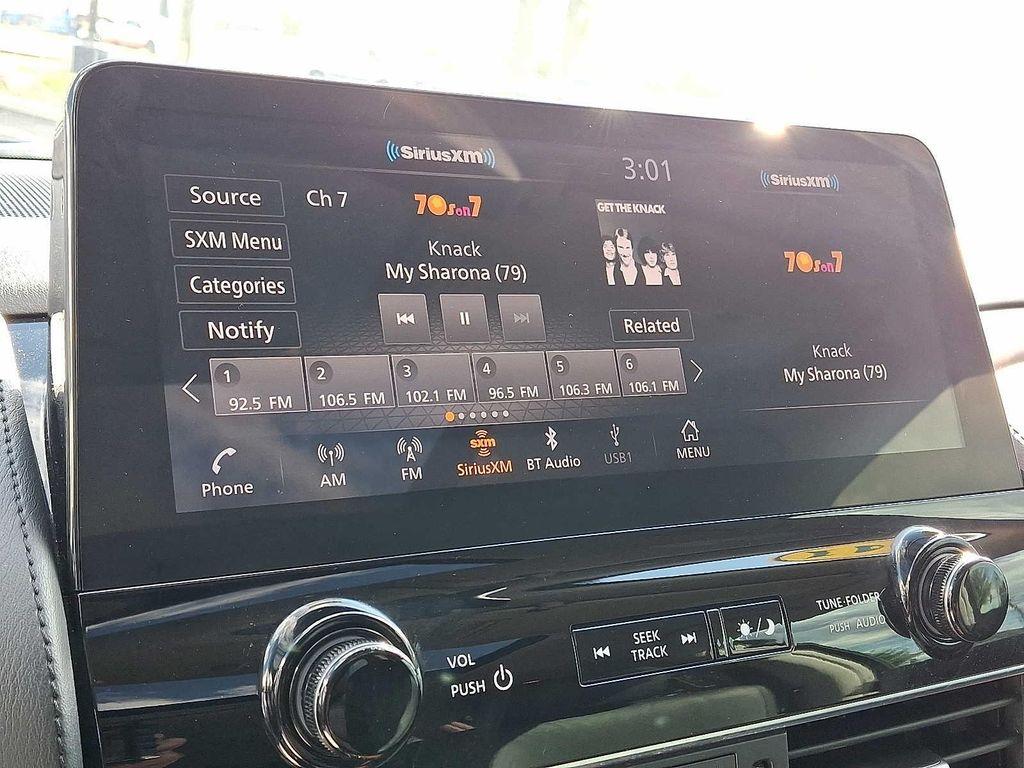 SiriusXM
3:01
SiriusXM
Source
Ch 7
70s on 7
GET THE KNACK
SXM Menu
Knack
My Sharona (79)
70s on 7
Categories
Notify
Related
Knack
My Sharona (79)
1
92.5 FM
2
106.5 FM
3
102.1 FM
4
96.5 FM
5
106.3 FM
6
106.1 FM
Phone
AM
FM
sxm
SiriusXM
BT Audio
USB1
MENU
VOL
PUSH
SEEK
TRACK
TUNE·FOLDER
PUSH AUDIO